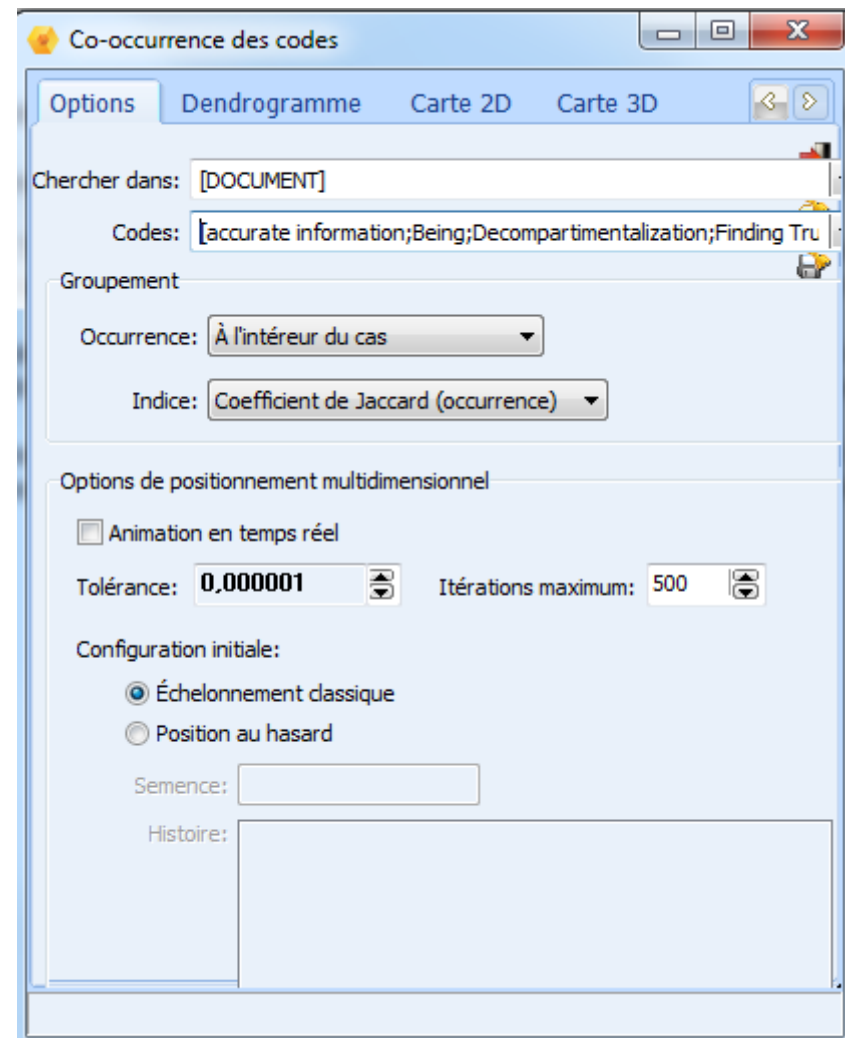 Co-occurrence des codes
Options Dendrogramme Carte 2D Carte 3D
Chercher dans: [DOCUMENT]
Codes: [accurate information;Being;Decompartimentalization;Finding Tru
Groupement
Occurrence: À l'intéreur du cas
Indice: Coefficient de Jaccard (occurrence)
Options de positionnement multidimensionnel
Animation en temps réel
Tolérance: 0,000001 Itérations maximum: 500
Configuration initiale:
Échelonnement classique
Position au hasard
Semence:
Histoire: